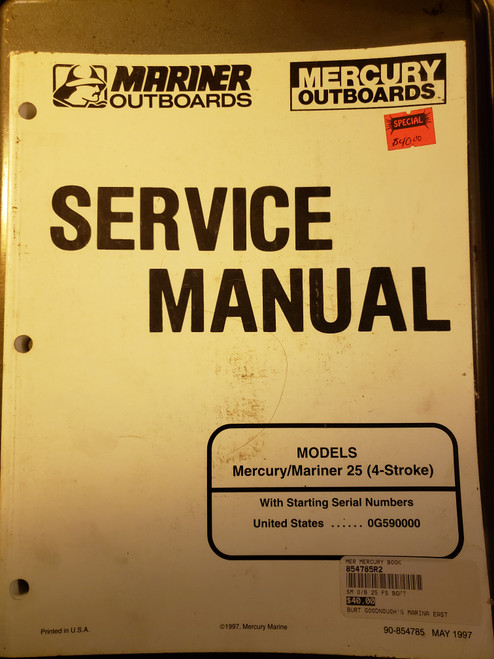 MARINER
OUTBOARDS
MERCURY
OUTBOARDS
SPECIAL
$40.00
SERVICE
MANUAL
MODELS
Mercury/Mariner 25 (4-Stroke)
With Starting Serial Numbers
United States ...... 0G590000
MER MERCURY BOOK
854785R2
SM O/B 25 FS BG/T
$40.00
BURT GOODNOUGH'S MARINA EAST
Printed in U.S.A.
©1997, Mercury Marine
90-854785 MAY 1997